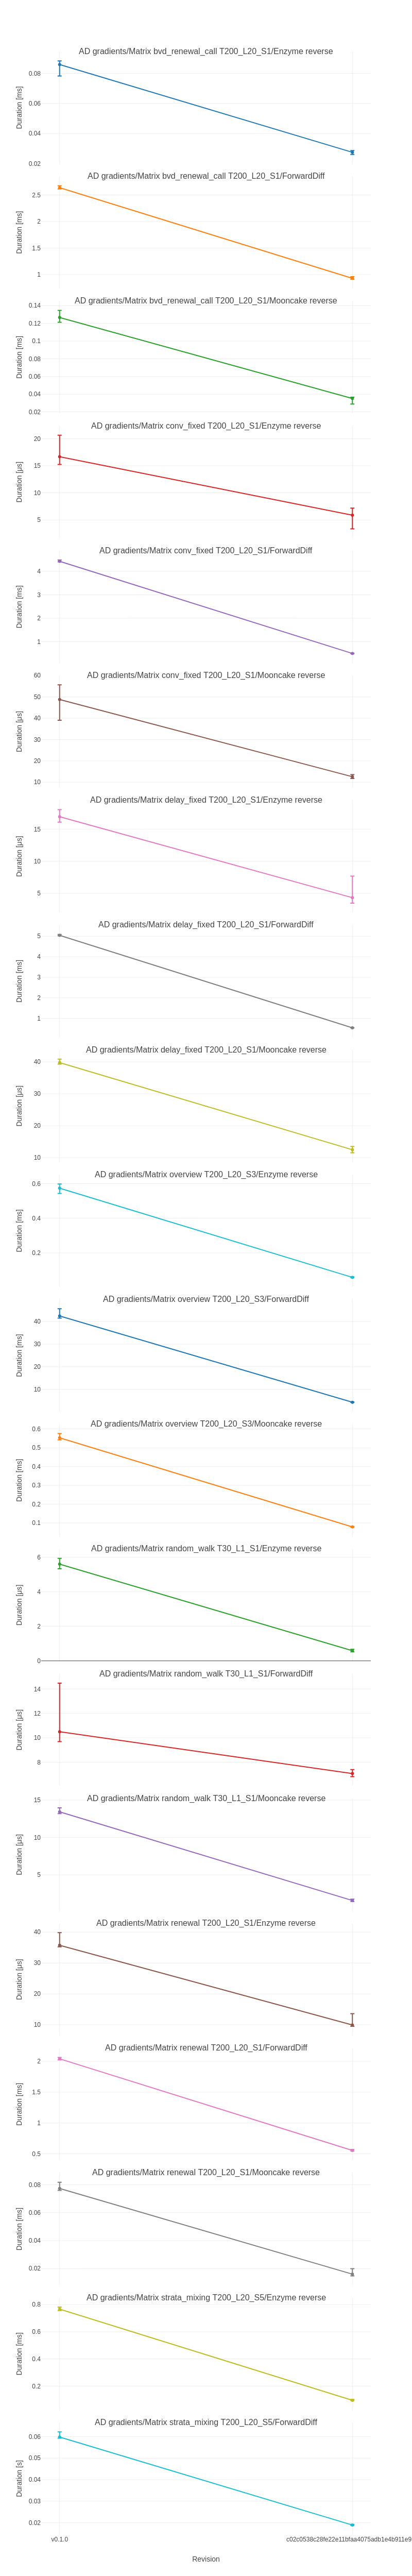 AD gradients/Matrix bvd_renewal_call T200_L20_S1/Enzyme reverse
Duration [ms]
0.08
0.06
0.04
0.02
AD gradients/Matrix bvd_renewal_call T200_L20_S1/ForwardDiff
Duration [ms]
2.5
2
1.5
1
AD gradients/Matrix bvd_renewal_call T200_L20_S1/Mooncake reverse
Duration [ms]
0.14
0.12
0.1
0.08
0.06
0.04
0.02
AD gradients/Matrix conv_fixed T200_L20_S1/Enzyme reverse
Duration [μs]
20
15
10
5
AD gradients/Matrix conv_fixed T200_L20_S1/ForwardDiff
Duration [ms]
4
3
2
1
AD gradients/Matrix conv_fixed T200_L20_S1/Mooncake reverse
Duration [μs]
60
50
40
30
20
10
AD gradients/Matrix delay_fixed T200_L20_S1/Enzyme reverse
Duration [μs]
15
10
5
AD gradients/Matrix delay_fixed T200_L20_S1/ForwardDiff
Duration [ms]
5
4
3
2
1
AD gradients/Matrix delay_fixed T200_L20_S1/Mooncake reverse
Duration [μs]
40
30
20
10
AD gradients/Matrix overview T200_L20_S3/Enzyme reverse
Duration [ms]
0.6
0.4
0.2
AD gradients/Matrix overview T200_L20_S3/ForwardDiff
Duration [ms]
40
30
20
10
AD gradients/Matrix overview T200_L20_S3/Mooncake reverse
Duration [ms]
0.6
0.5
0.4
0.3
0.2
0.1
AD gradients/Matrix random_walk T30_L1_S1/Enzyme reverse
Duration [μs]
6
4
2
0
AD gradients/Matrix random_walk T30_L1_S1/ForwardDiff
Duration [μs]
14
12
10
8
AD gradients/Matrix random_walk T30_L1_S1/Mooncake reverse
Duration [μs]
15
10
5
AD gradients/Matrix renewal T200_L20_S1/Enzyme reverse
Duration [μs]
40
30
20
10
AD gradients/Matrix renewal T200_L20_S1/ForwardDiff
Duration [ms]
2
1.5
1
0.5
AD gradients/Matrix renewal T200_L20_S1/Mooncake reverse
Duration [ms]
0.08
0.06
0.04
0.02
AD gradients/Matrix strata_mixing T200_L20_S5/Enzyme reverse
Duration [ms]
0.8
0.6
0.4
0.2
AD gradients/Matrix strata_mixing T200_L20_S5/ForwardDiff
Duration [s]
0.06
0.05
0.04
0.03
0.02
v0.1.0
c02c0538c28fe22e11bfaa4075adb1e4b911e9
Revision